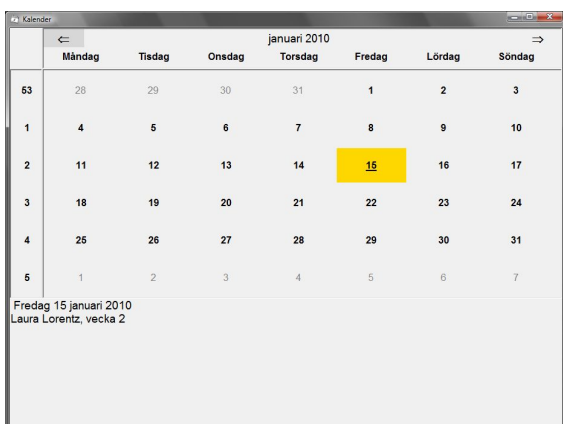 Kalender
⇐ januari 2010 ⇒
Måndag Tisdag Onsdag Torsdag Fredag Lördag Söndag
53 28 29 30 31 1 2 3
1 4 5 6 7 8 9 10
2 11 12 13 14 15 16 17
3 18 19 20 21 22 23 24
4 25 26 27 28 29 30 31
5 1 2 3 4 5 6 7
Fredag 15 januari 2010
Laura Lorentz, vecka 2